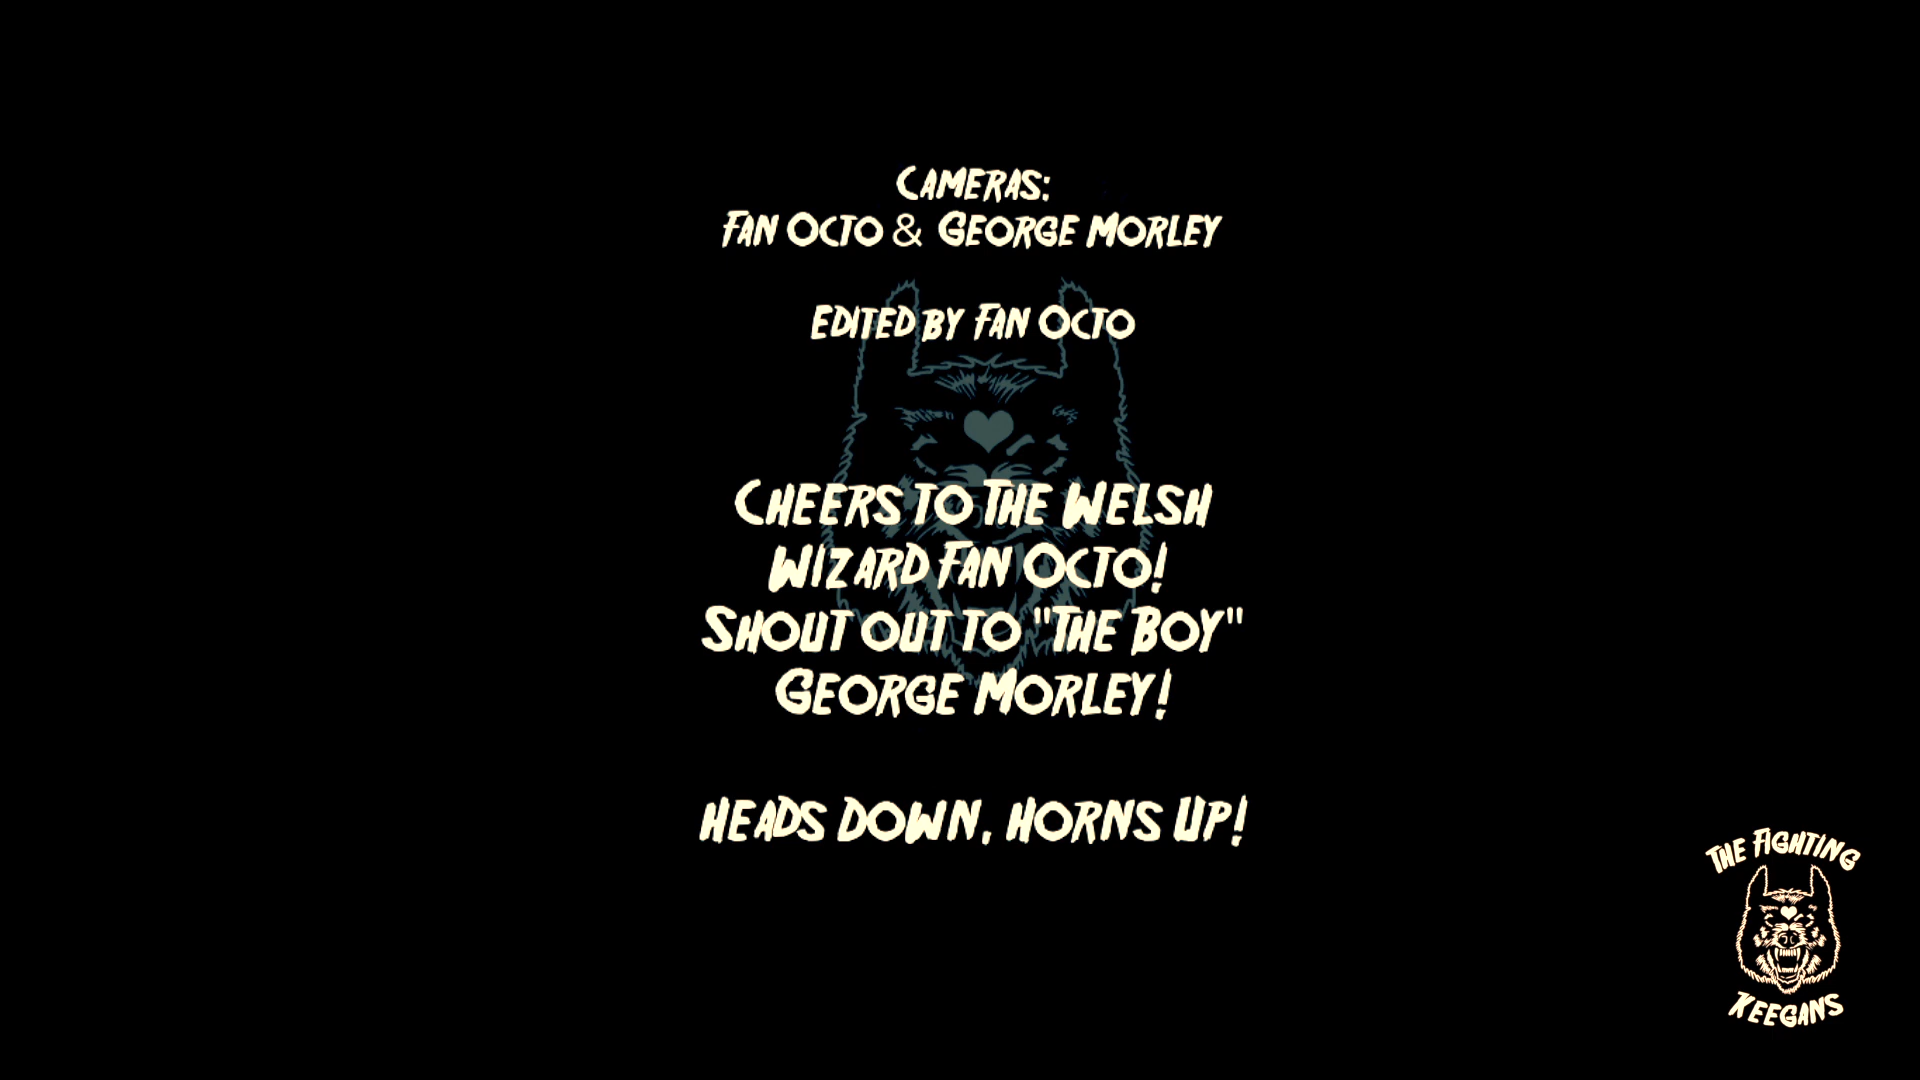 Cameras:
Fan Octo & George Morley
Edited by Fan Octo
Cheers to the Welsh
Wizard Fan Octo!
Shout out to "The Boy"
George Morley!
Heads Down, Horns Up!
The Fighting
Keegans